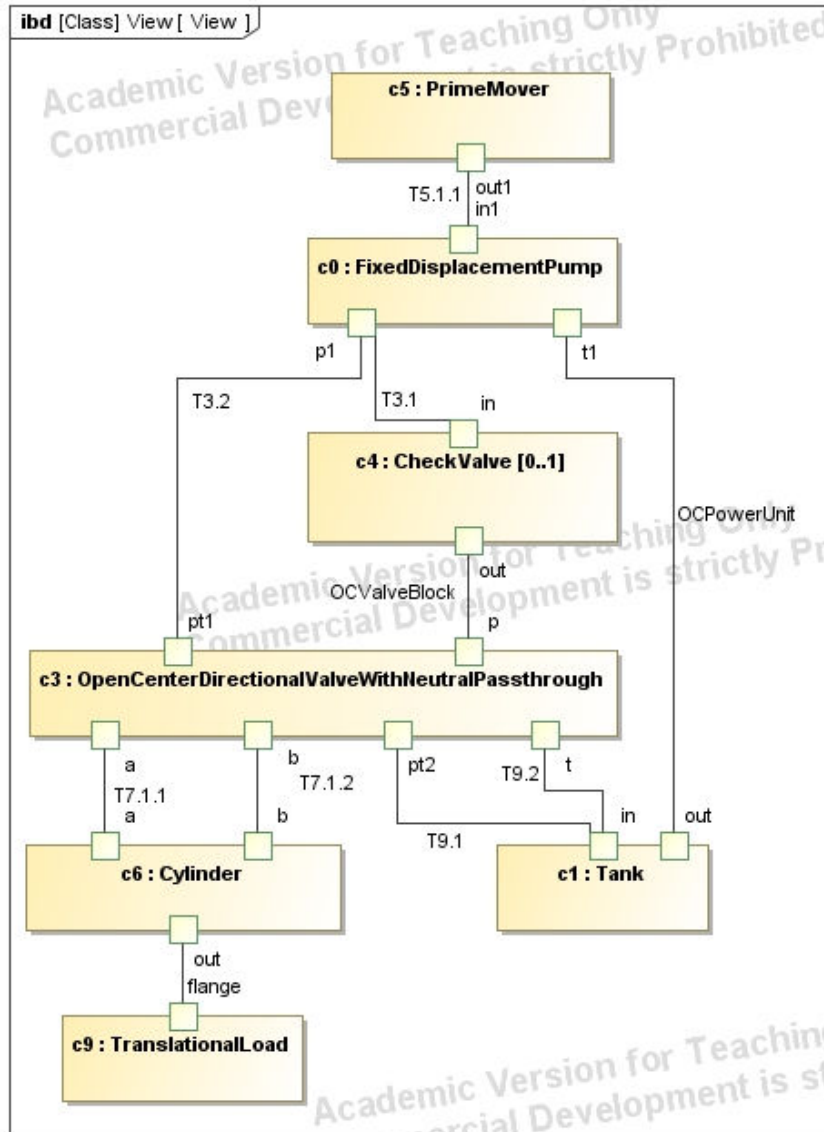 ibd [Class] View [ View ]
Academic Version for Teaching Only
Commercial Development is strictly Prohibited
c5 : PrimeMover
out1
T5.1.1
in1
c0 : FixedDisplacementPump
p1
t1
T3.2
T3.1
in
c4 : CheckValve [0..1]
OCPowerUnit
Academic Version for Teaching Only
Commercial Development is strictly Pr
out
OCValveBlock
pt1
p
c3 : OpenCenterDirectionalValveWithNeutralPassthrough
a
b
pt2
t
T7.1.1
T7.1.2
T9.2
a
b
in
out
T9.1
c6 : Cylinder
c1 : Tank
out
flange
c9 : TranslationalLoad
Academic Version for Teaching
Commercial Development is st